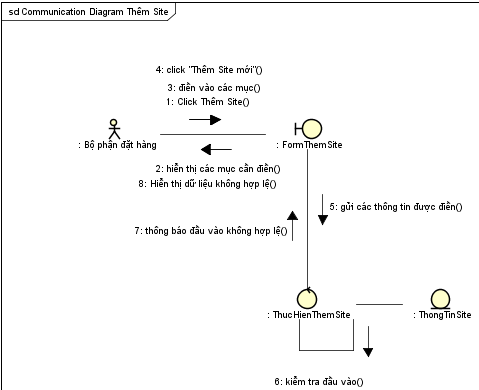 sd Communication Diagram Thêm Site
4: click "Thêm Site mới"()
3: điền vào các mục()
1: Click Thêm Site()
: Bộ phận đặt hàng
: FormThemSite
2: hiển thị các mục cần điền()
8: Hiển thị dữ liệu không hợp lệ()
5: gửi các thông tin được điền()
7: thông báo đầu vào không hợp lệ()
: ThucHienThemSite
: ThongTinSite
6: kiểm tra đầu vào()